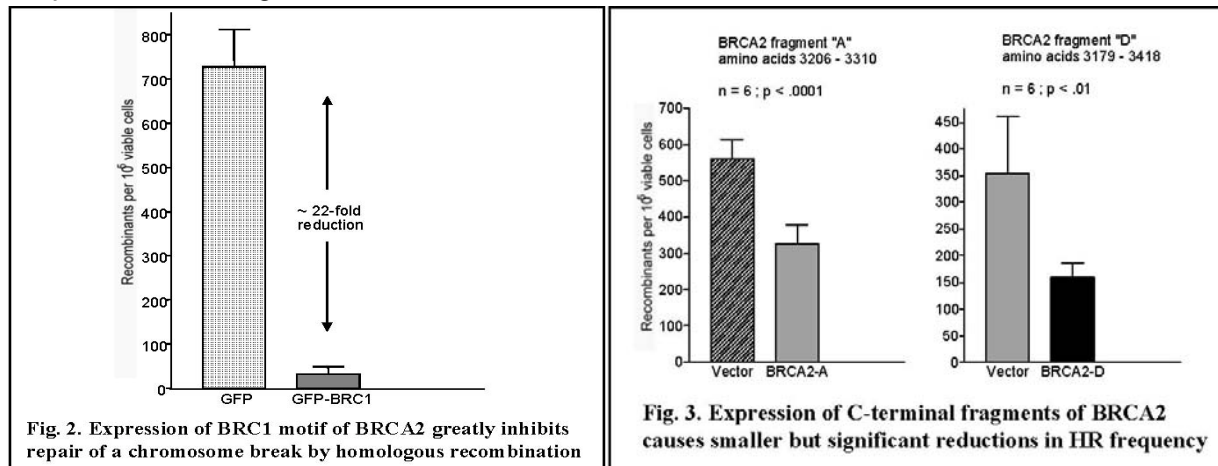 800
700
600
500
400
300
200
100
0
Recombinants per 10⁶ viable cells
~ 22-fold
reduction
GFP
GFP-BRC1
Fig. 2. Expression of BRC1 motif of BRCA2 greatly inhibits
repair of a chromosome break by homologous recombination
BRCA2 fragment "A"
amino acids 3206 - 3310
n = 6 ; p < .0001
700
600
500
400
300
200
100
0
Recombinants per 10⁶ viable cells
Vector
BRCA2-A
BRCA2 fragment "D"
amino acids 3179 - 3418
n = 6 ; p < .01
450
400
350
300
250
200
150
100
50
0
Vector
BRCA2-D
Fig. 3. Expression of C-terminal fragments of BRCA2
causes smaller but significant reductions in HR frequency